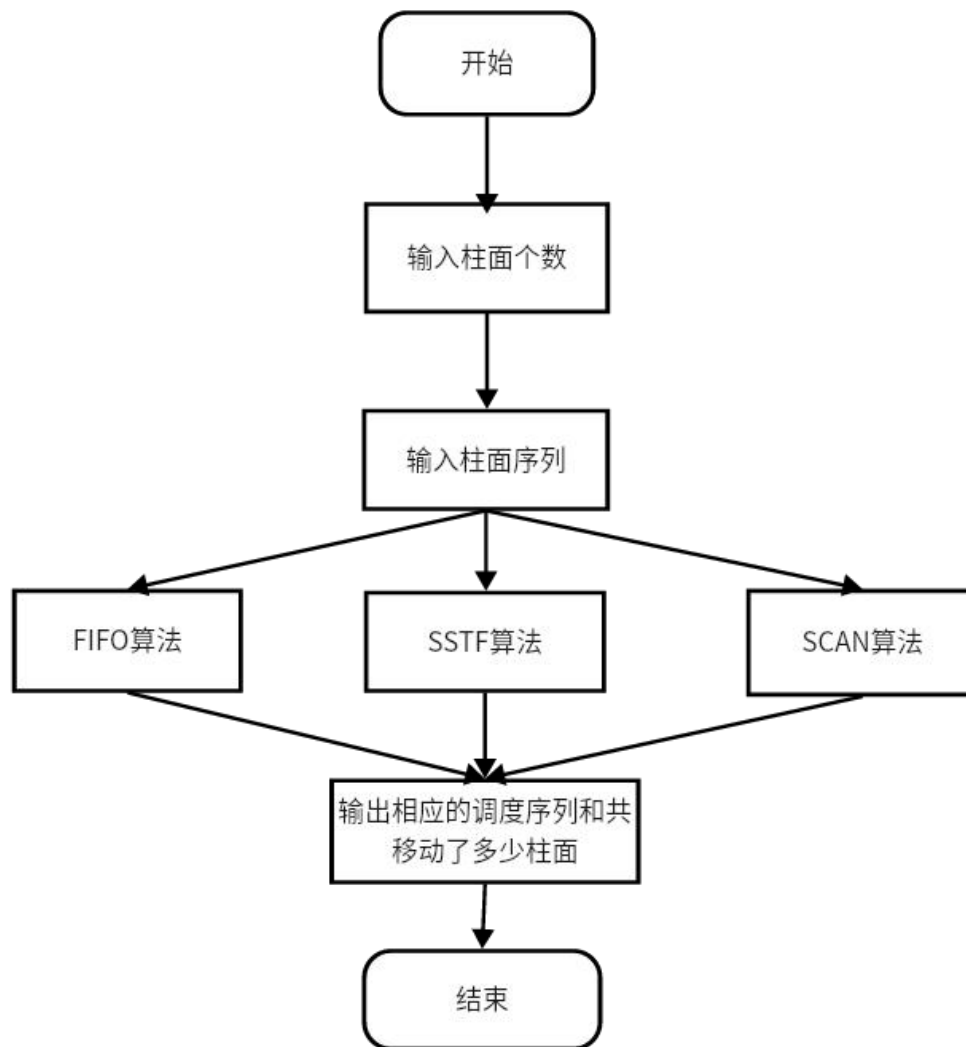 开始
输入柱面个数
输入柱面序列
FIFO算法
SSTF算法
SCAN算法
输出相应的调度序列和共
移动了多少柱面
结束